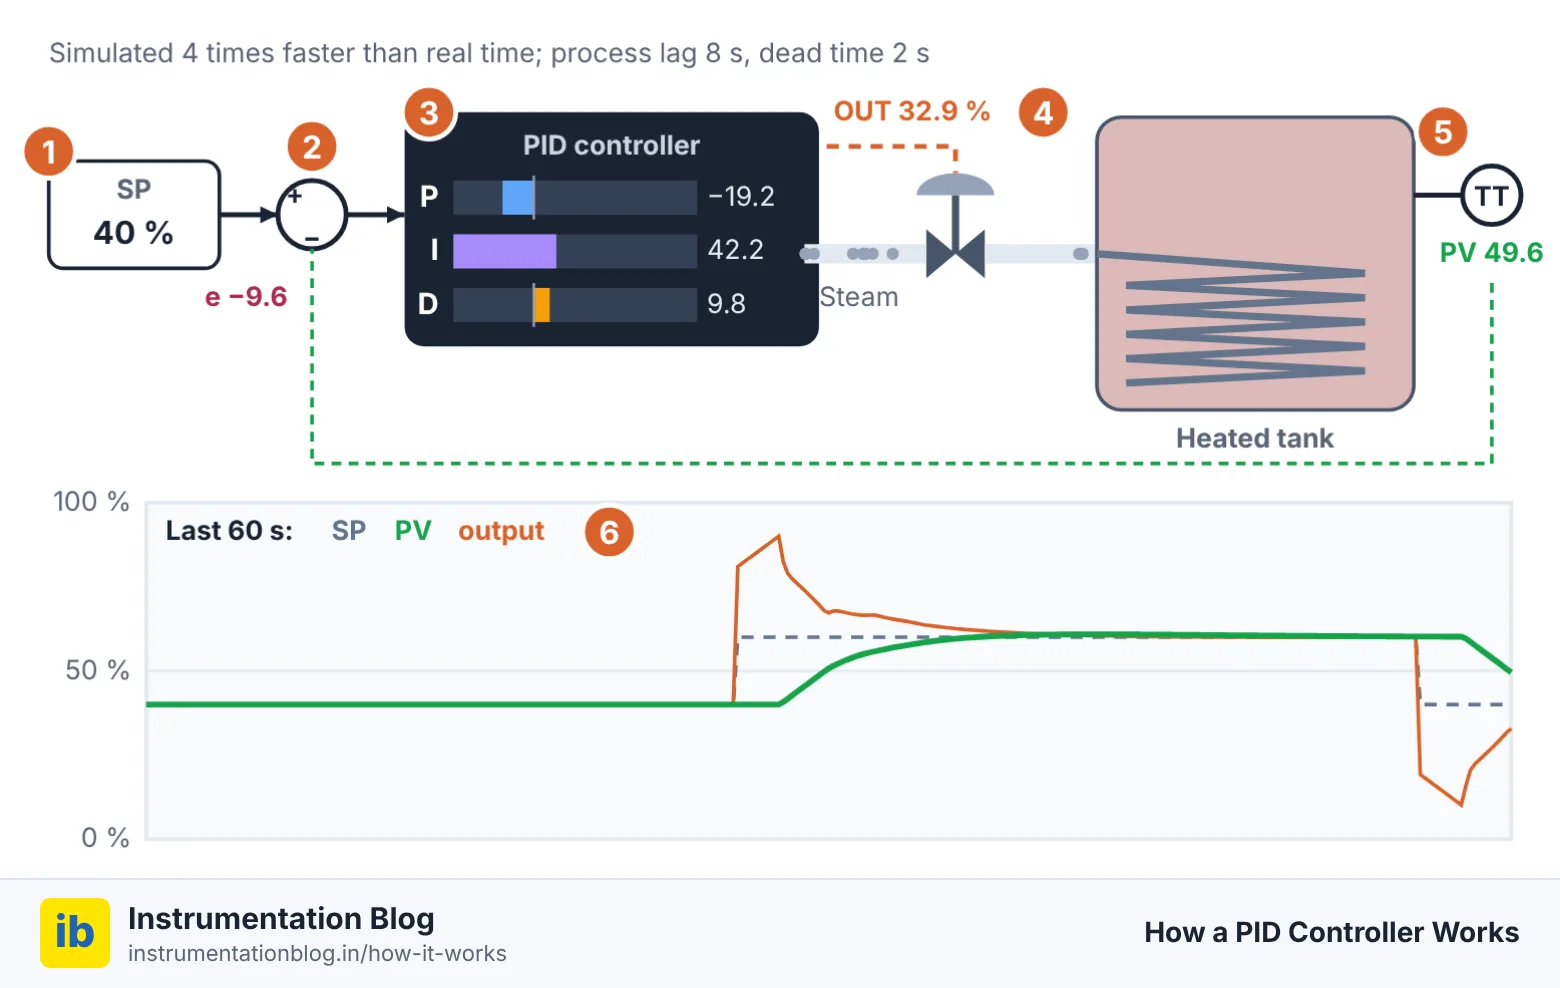 Simulated 4 times faster than real time; process lag 8 s, dead time 2 s
1
SP
40 %
2
+
−
e −9.6
3
PID controller
P −19.2
I 42.2
D 9.8
OUT 32.9 %
4
Steam
Heated tank
5
TT
PV 49.6
100 %
50 %
0 %
Last 60 s: SP PV output
6
ib
Instrumentation Blog
instrumentationblog.in/how-it-works
How a PID Controller Works